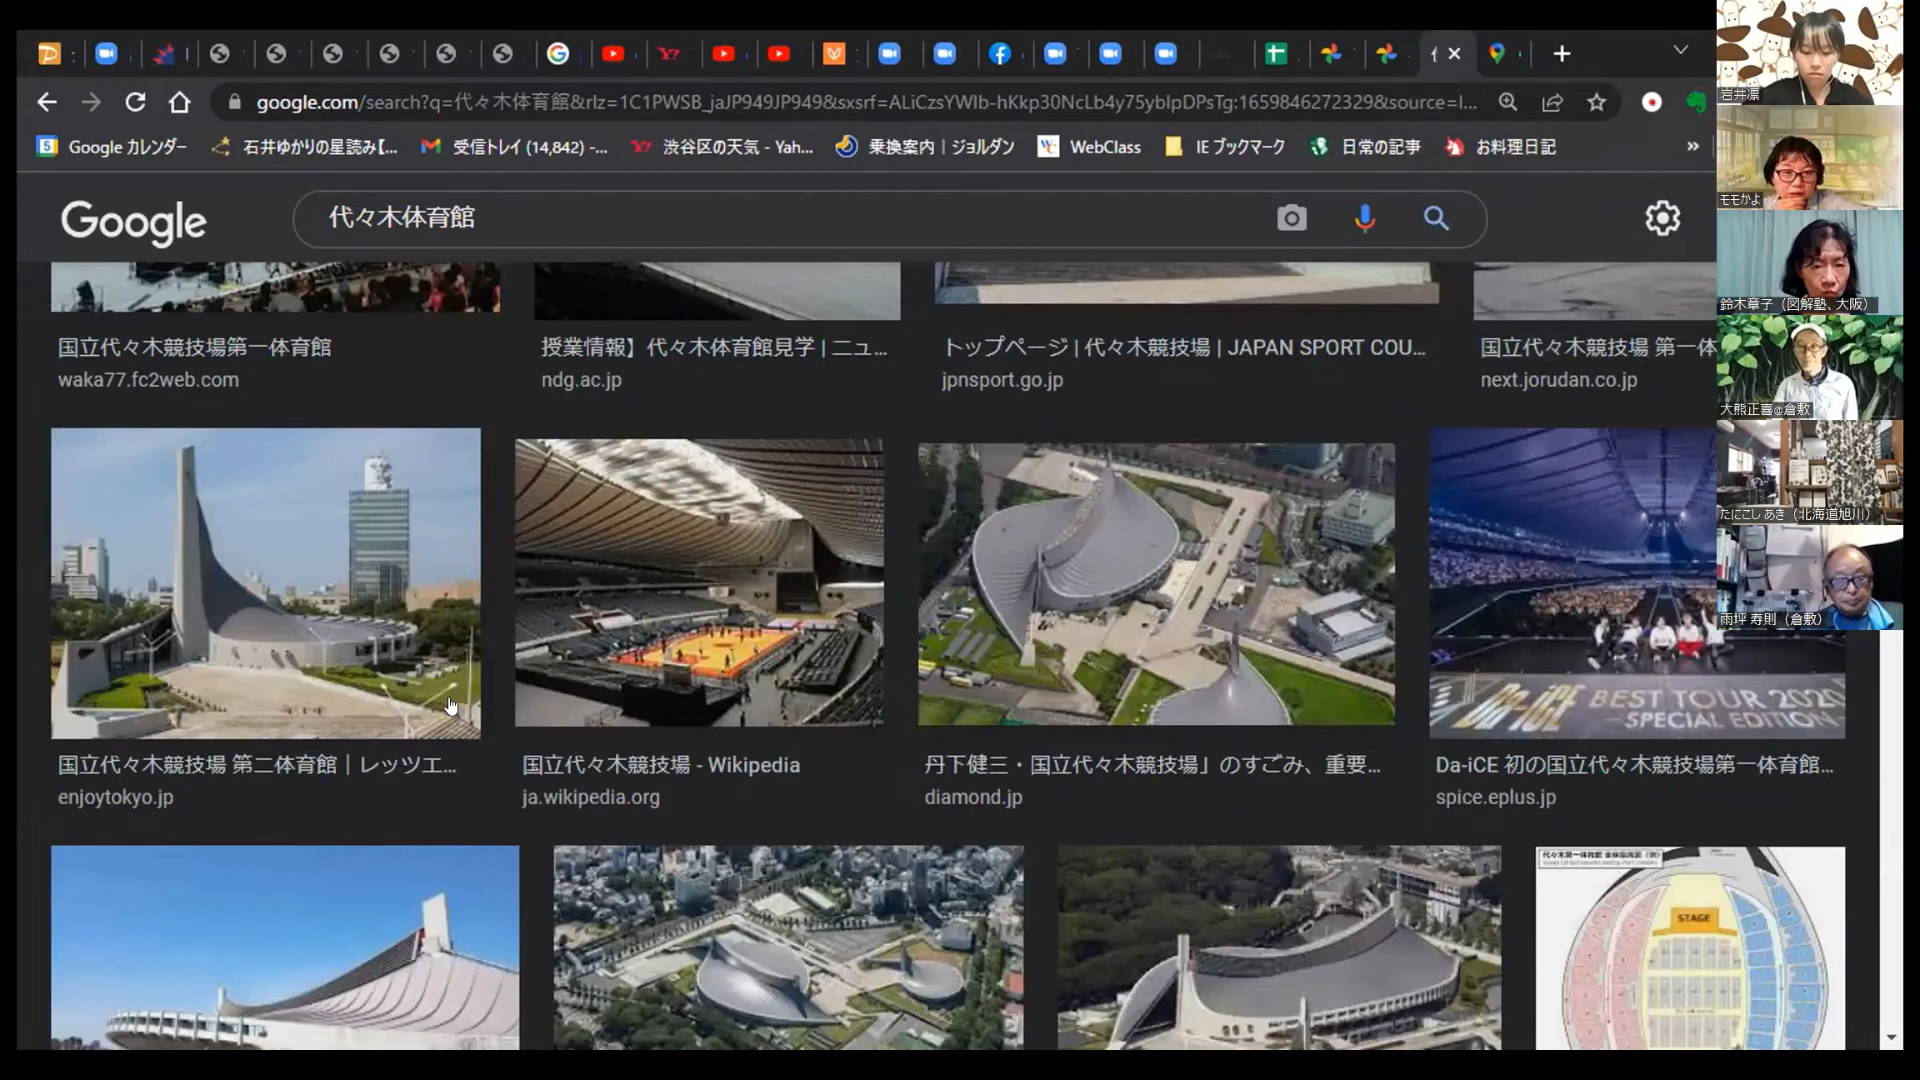 google.com/search?q=代々木体育館&rlz=1C1PWSB_jaJP949JP949&sxsrf=ALiCzsYWIb-hKkp30NcLb4y75yblpDPsTg:1659846272329&source=l...
Google カレンダー
石井ゆかりの星読み【...
受信トレイ (14,842) -...
渋谷区の天気 - Yah...
乗換案内｜ジョルダン
WebClass
IE ブックマーク
日常の記事
お料理日記
»
Google
代々木体育館
国立代々木競技場第一体育館
waka77.fc2web.com
授業情報】代々木体育館見学 | ニュ...
ndg.ac.jp
トップページ | 代々木競技場 | JAPAN SPORT COU...
jpnsport.go.jp
国立代々木競技場 第一体
next.jorudan.co.jp
Da-iCE BEST TOUR 2020
-SPECIAL EDITION-
国立代々木競技場 第二体育館｜レッツエ...
enjoytokyo.jp
国立代々木競技場 - Wikipedia
ja.wikipedia.org
丹下健三・国立代々木競技場」のすごみ、重要...
diamond.jp
Da-iCE 初の国立代々木競技場第一体育館...
spice.eplus.jp
STAGE
岩井凛
モモかよ
鈴木章子（図解塾、大阪）
大熊正喜@倉敷
たにこし あき（北海道旭川）
雨坪 寿則（倉敷）